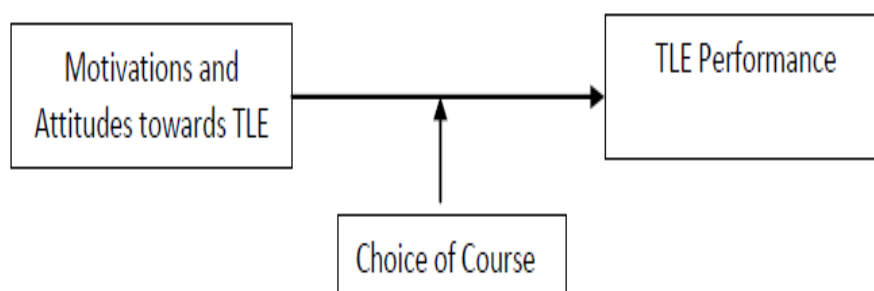 Motivations and
Attitudes towards TLE
TLE Performance
Choice of Course